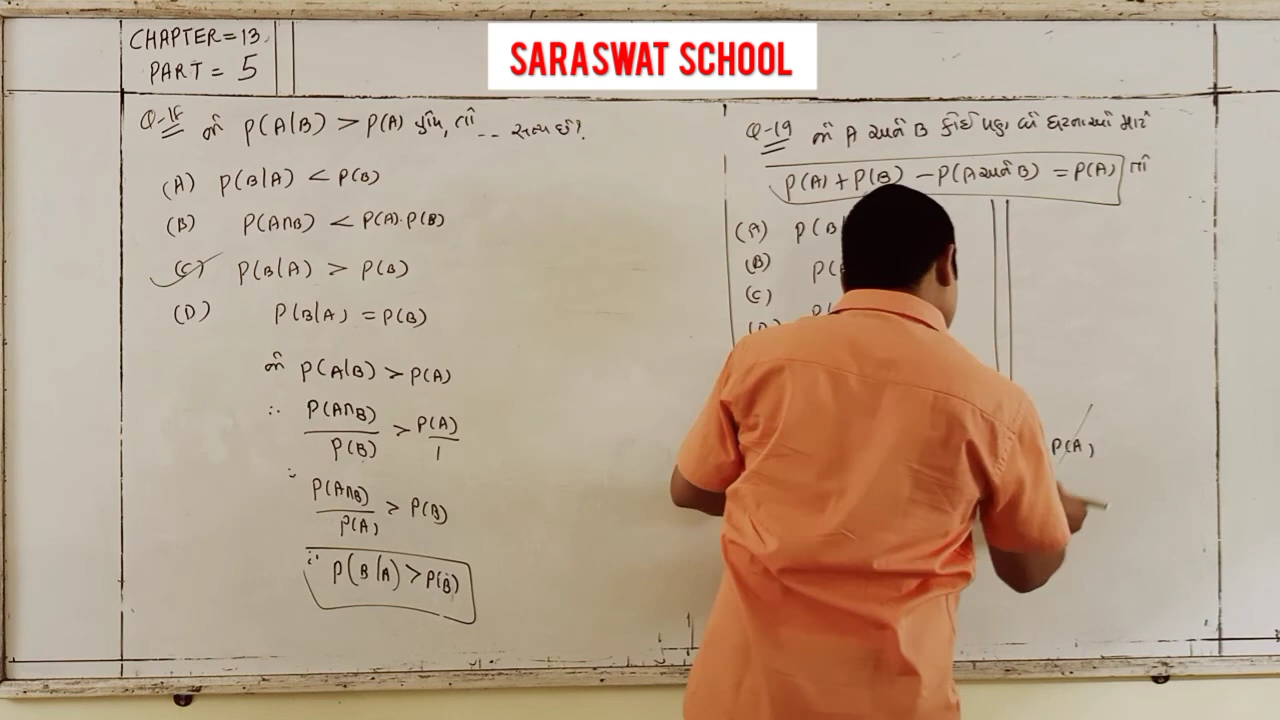 SARASWAT SCHOOL
CHAPTER = 13
PART = 5
Q-18 જો P(A|B) > P(A) હોય, તો -- સત્ય છે?
(A) P(B|A) < P(B)
(B) P(A∩B) < P(A)·P(B)
(C) P(B|A) > P(B)
(D) P(B|A) = P(B)
જો P(A|B) > P(A)
∴ P(A∩B) / P(B) > P(A) / 1
∴ P(A∩B) / P(A) > P(B)
∴ P(B|A) > P(B)
Q-19 જો A અને B કોઈ પણ બે ઘટનાઓ માટે
P(A) + P(B) - P(A અને B) = P(A) તો
(A) P(B
(B) P(
(C) P(
(D)
P(A)